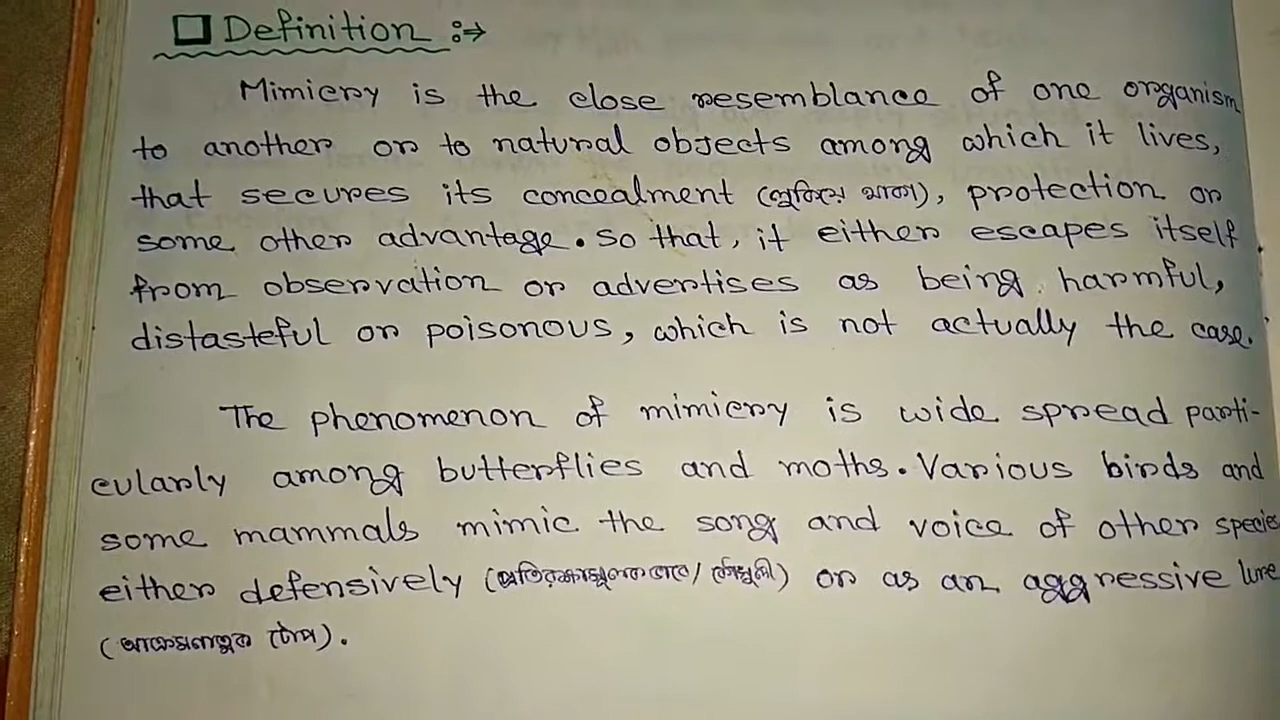 □ Definition :→
Mimicry is the close resemblance of one organism
to another or to natural objects among which it lives,
that secures its concealment (লুকিয়ে থাকা), protection or
some other advantage. So that, it either escapes itself
from observation or advertises as being harmful,
distasteful or poisonous, which is not actually the case.
The phenomenon of mimicry is wide spread parti-
cularly among butterflies and moths. Various birds and
some mammals mimic the song and voice of other species
either defensively (প্রতিরক্ষামূলকভাবে/ ) or as an aggressive lure
(আক্রমণাত্মক টোপ).